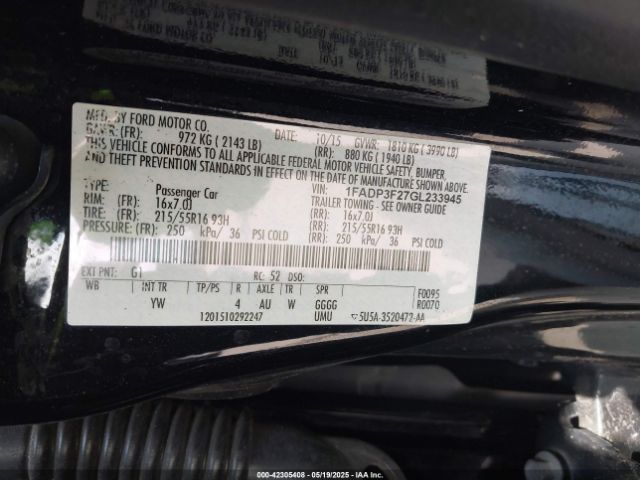 MFD. BY FORD MOTOR CO.
DATE: 10/15 GVWR: 1810 KG ( 3990 LB)
GAWR: (FR): 972 KG ( 2143 LB) (RR): 880 KG ( 1940 LB)
THIS VEHICLE CONFORMS TO ALL APPLICABLE FEDERAL MOTOR VEHICLE SAFETY, BUMPER,
AND THEFT PREVENTION STANDARDS IN EFFECT ON THE DATE OF MANUFACTURE SHOWN ABOVE.
VIN: 1FADP3F27GL233945
TYPE: Passenger Car TRAILER TOWING - SEE OWNER GUIDE
RIM: (FR): 16x7.0J (RR): 16x7.0J
TIRE: (FR): 215/55R16 93H (RR): 215/55R16 93H
PRESSURE: (FR): 250 kPa/ 36 PSI COLD (RR): 250 kPa/ 36 PSI COLD
EXT PNT: G1 RC: 52 DSO:
WB INT TR TP/PS R AXLE TR SPR F0095
YW 4 AU W GGGG R0070
1201510292247 UMU 5U5A-3520472-AA
000-42305408 | 05/19/2025 | IAAI.COM